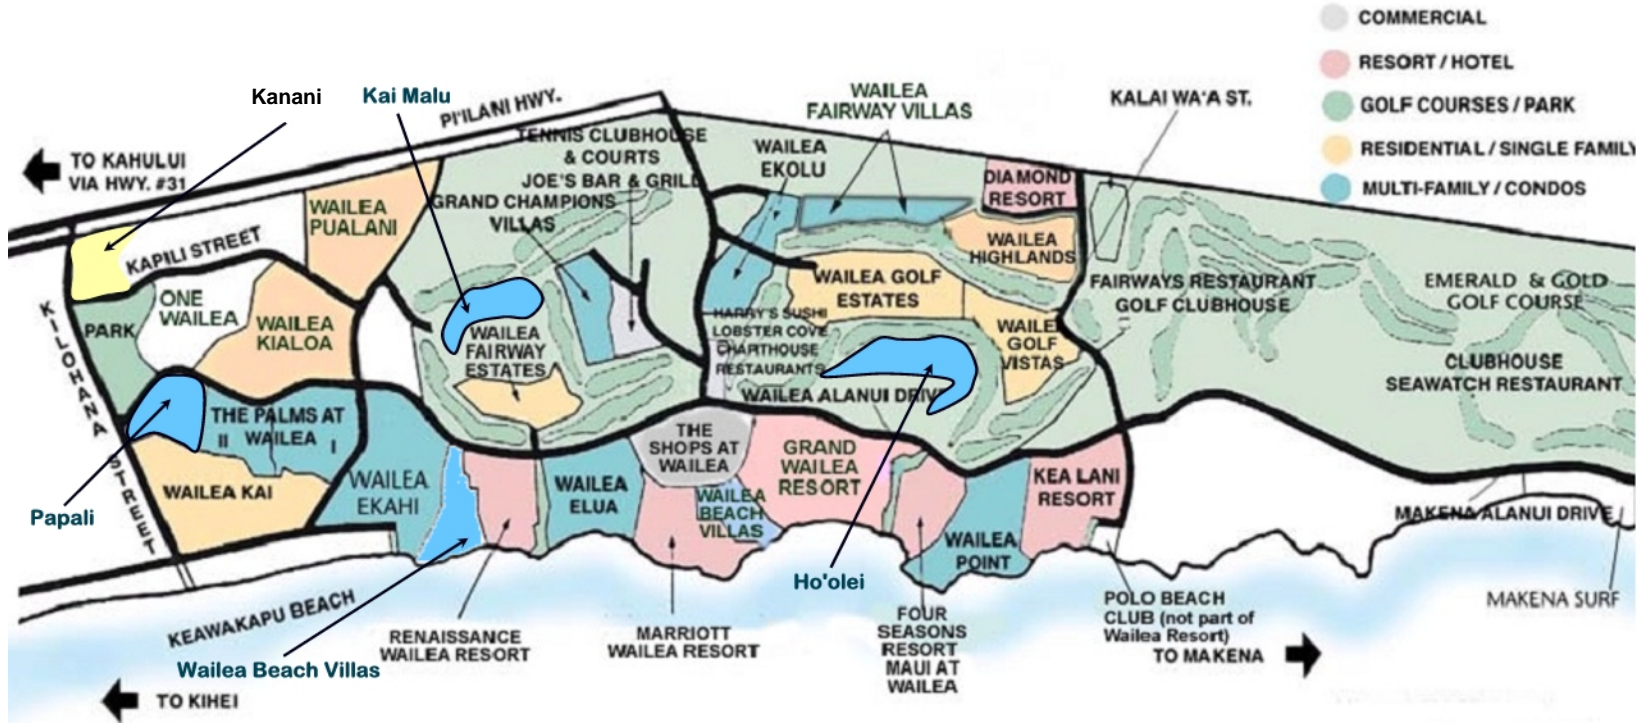 COMMERCIAL
RESORT / HOTEL
GOLF COURSES / PARK
RESIDENTIAL / SINGLE FAMILY
MULTI-FAMILY / CONDOS
Kanani
Kai Malu
PI'ILANI HWY.
WAILEA
FAIRWAY VILLAS
KALAI WA'A ST.
TO KAHULUI
VIA HWY. #31
TENNIS CLUBHOUSE
& COURTS
JOE'S BAR & GRILL
GRAND CHAMPIONS
VILLAS
WAILEA
EKOLU
DIAMOND
RESORT
WAILEA
PUALANI
KAPILI STREET
WAILEA
HIGHLANDS
ONE
WAILEA
PARK
WAILEA
KIALOA
WAILEA GOLF
ESTATES
FAIRWAYS RESTAURANT
GOLF CLUBHOUSE
EMERALD & GOLD
GOLF COURSE
KILOHANA STREET
WAILEA
FAIRWAY
ESTATES
HARRY'S SUSHI
LOBSTER COVE
CHARTHOUSE
RESTAURANTS
WAILEI
GOLF
VISTAS
CLUBHOUSE
SEAWATCH RESTAURANT
WAILEA ALANUI DRIVE
THE PALMS AT
II WAILEA I
THE
SHOPS AT
WAILEA
GRAND
WAILEA
RESORT
WAILEA KAI
WAILEA
EKAHI
WAILEA
ELUA
WAILEA
BEACH
VILLAS
KEA LANI
RESORT
Papali
WAILEA
POINT
MAKENA ALANUI DRIVE
Ho'olei
KEAWAKAPU BEACH
RENAISSANCE
WAILEA RESORT
MARRIOTT
WAILEA RESORT
FOUR
SEASONS
RESORT
MAUI AT
WAILEA
POLO BEACH
CLUB (not part of
Wailea Resort)
TO MAKENA
MAKENA SURF
Wailea Beach Villas
TO KIHEI